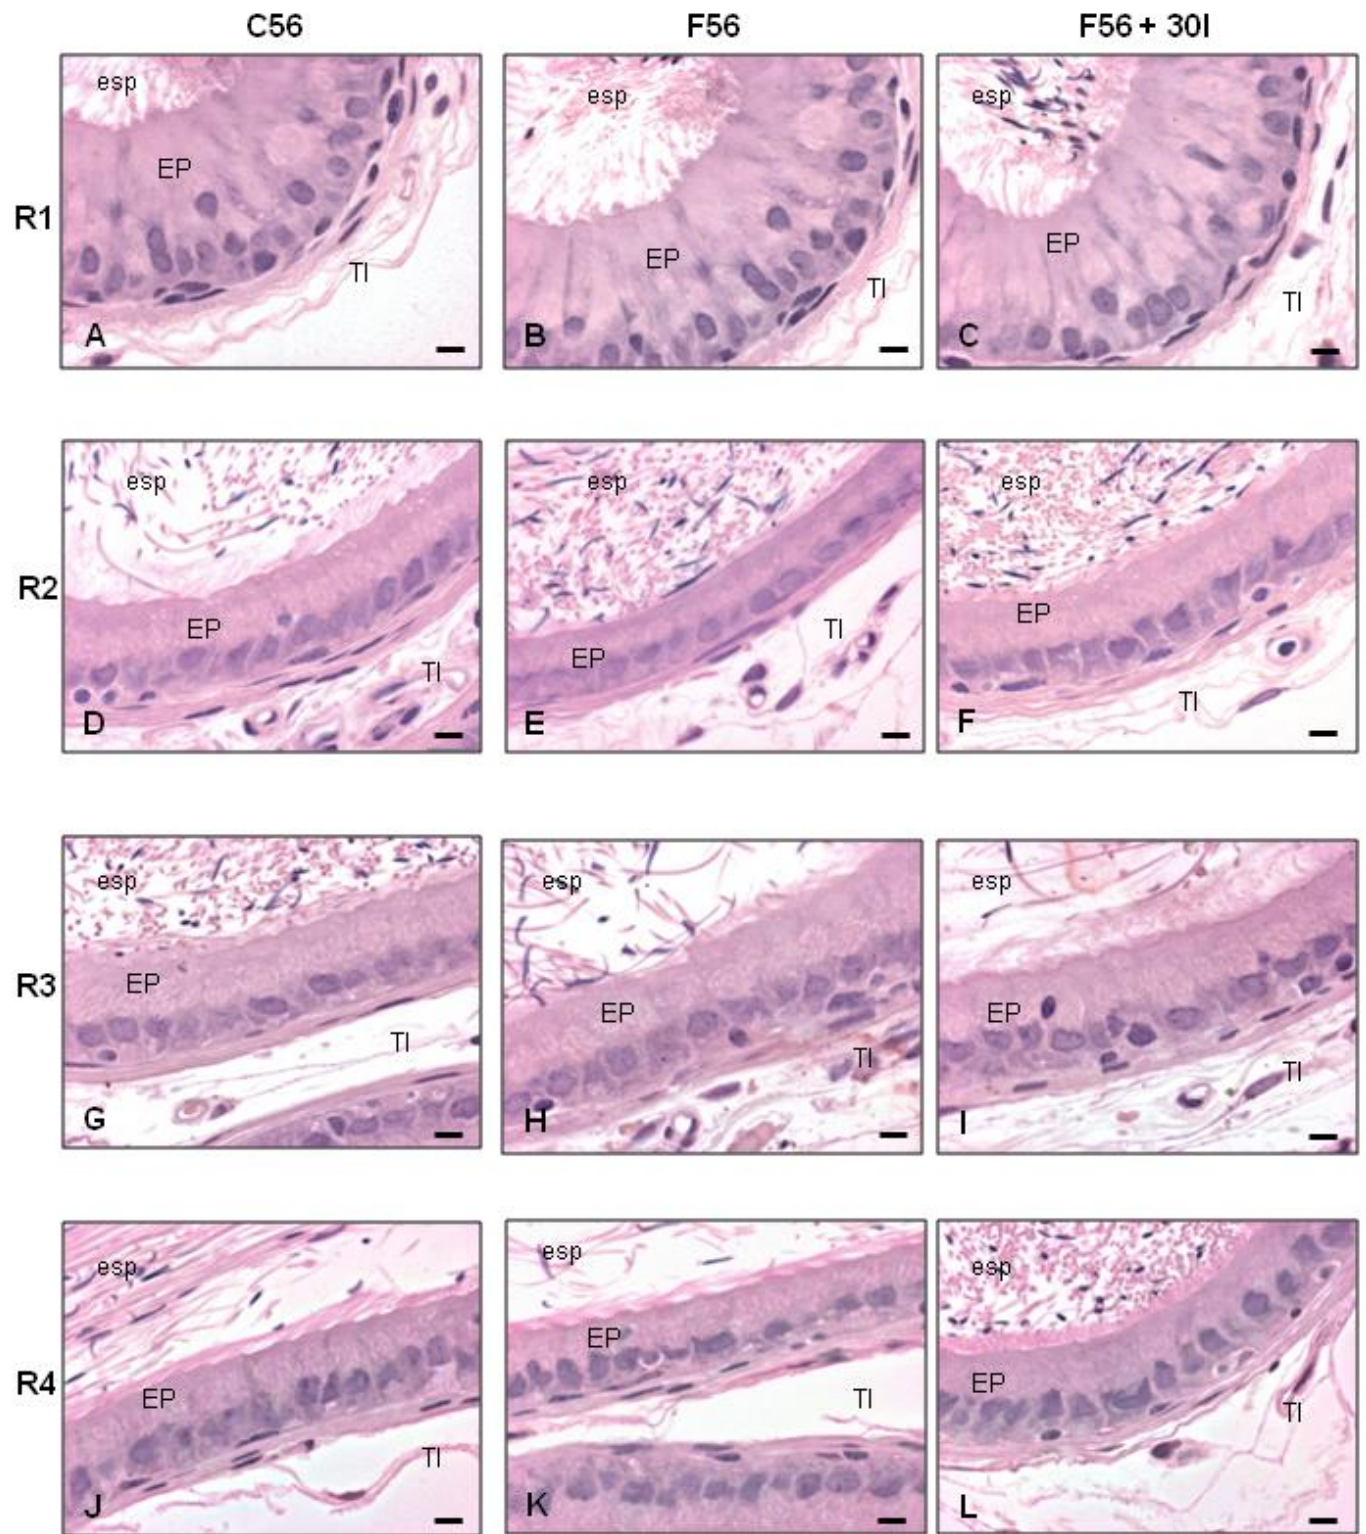 C56 F56 F56 + 30I
R1
esp esp esp
EP EP EP
TI TI TI
A B C
R2
esp esp esp
EP EP EP
TI TI TI
D E F
R3
esp esp esp
EP EP EP
TI TI TI
G H I
R4
esp esp esp
EP EP EP
TI TI TI
J K L